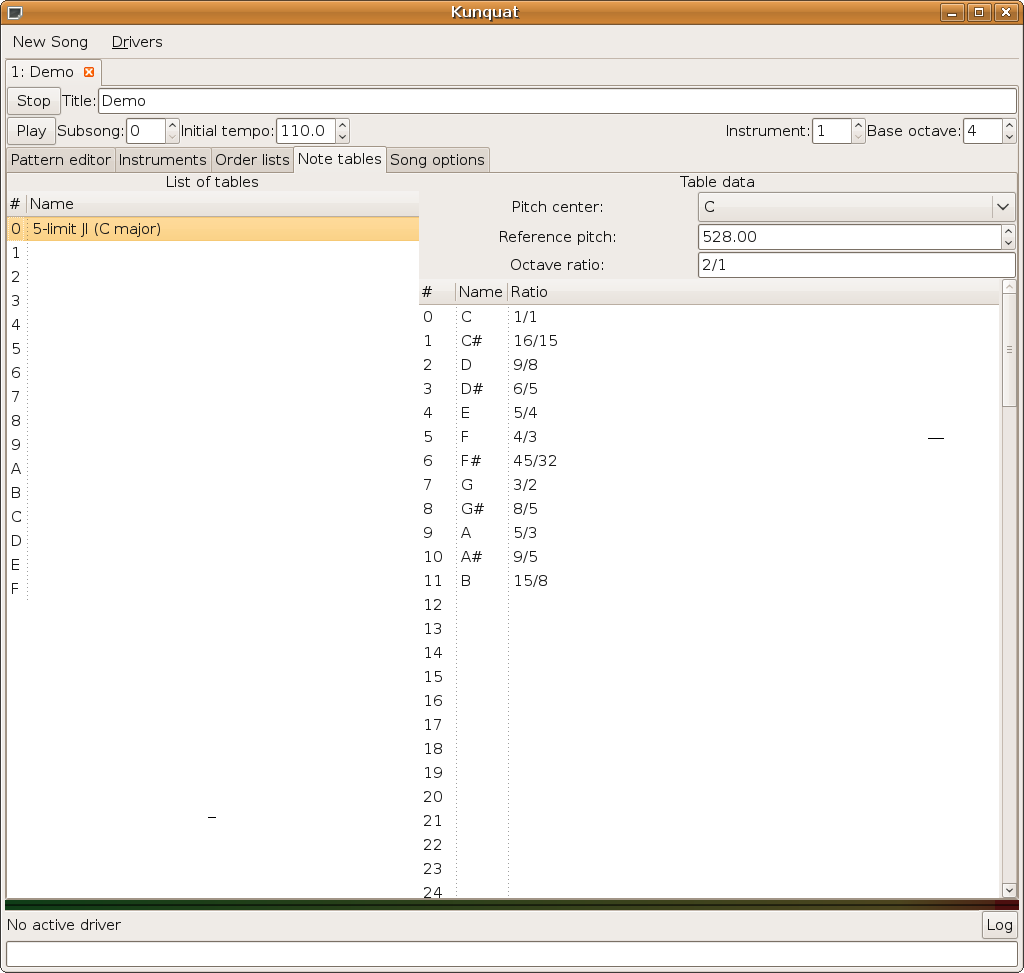 Kunquat
New Song Drivers
1: Demo
Stop Title: Demo
Play Subsong: 0 Initial tempo: 110.0 Instrument: 1 Base octave: 4
Pattern editor Instruments Order lists Note tables Song options
List of tables
# Name
0 5-limit JI (C major)
1
2
3
4
5
6
7
8
9
A
B
C
D
E
F
Table data
Pitch center: C
Reference pitch: 528.00
Octave ratio: 2/1
# Name Ratio
0 C 1/1
1 C# 16/15
2 D 9/8
3 D# 6/5
4 E 5/4
5 F 4/3
6 F# 45/32
7 G 3/2
8 G# 8/5
9 A 5/3
10 A# 9/5
11 B 15/8
12
13
14
15
16
17
18
19
20
21
22
23
24
No active driver Log